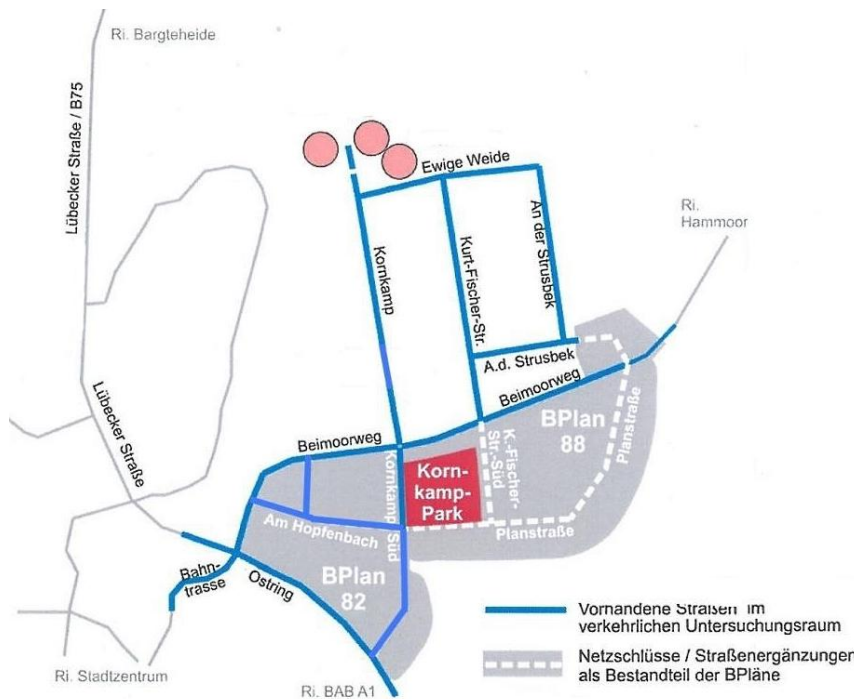 Ri. Bargteheide
Lübecker Straße / B75
Ewige Weide
Ri.
Hammoor
An der Strusbek
Kornkamp
Kurt-Fischer-Str.
A.d. Strusbek
Lübecker Straße
Beimoorweg
BPlan
88
Planstraße
Beimoorweg
Kornkamp Süd
Korn-
kamp-
Park
K.-Fischer-
Str.-Süd
Am Hopfenbach
Planstraße
Bahn-
trasse
Ostring
BPlan
82
Vorhandene Straßen im
verkehrlichen Untersuchungsraum
Netzschlüsse / Straßenergänzungen
als Bestandteil der BPläne
Ri. Stadtzentrum
Ri. BAB A1